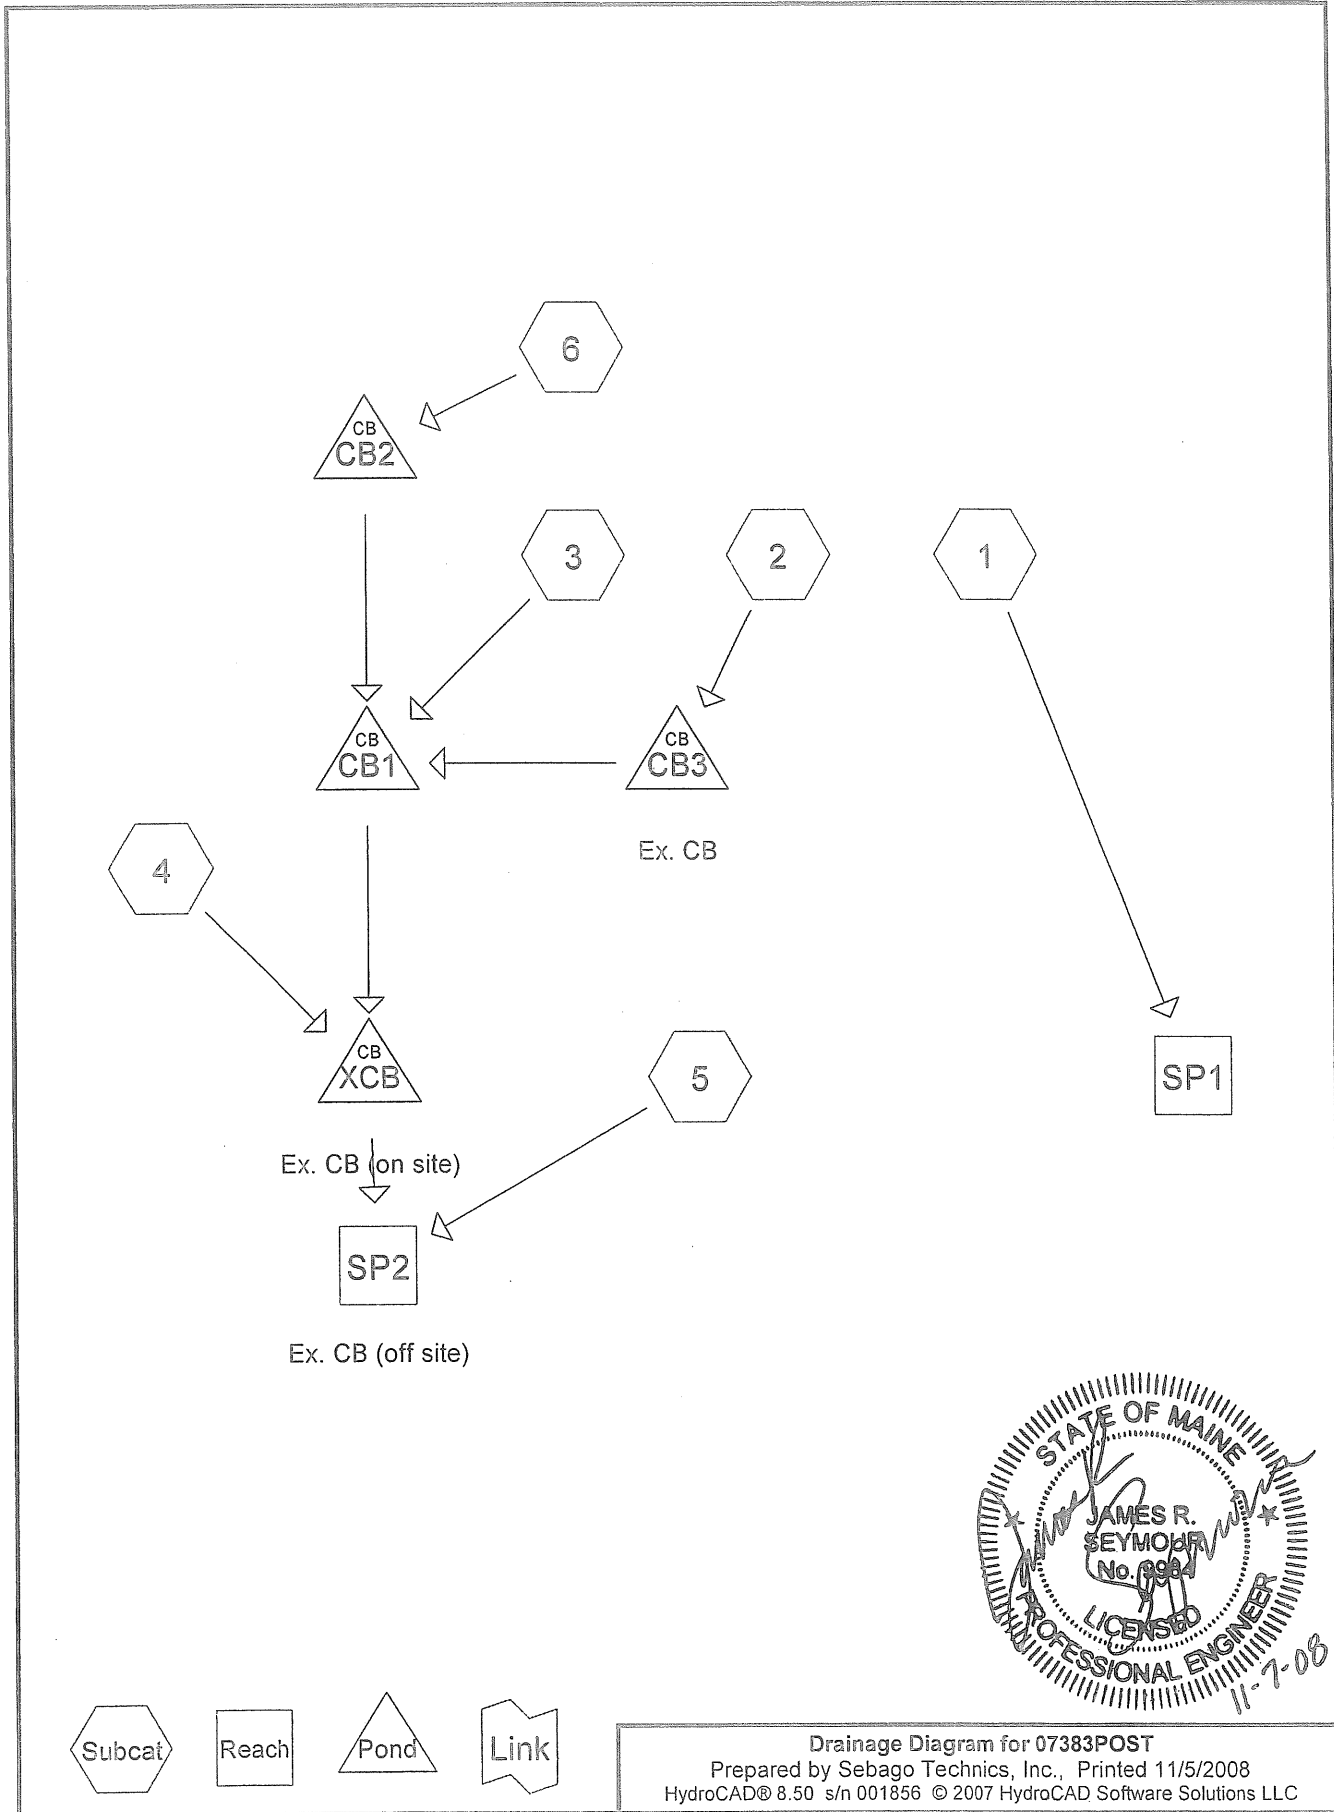 6
CB
CB2
3
2
1
CB
CB1
CB
CB3
Ex. CB
4
CB
XCB
5
SP1
Ex. CB (on site)
SP2
Ex. CB (off site)
STATE OF MAINE
JAMES R.
SEYMOUR
No.
LICENSED
PROFESSIONAL ENGINEER
11-7-08
Subcat
Reach
Pond
Link
Drainage Diagram for 07383POST
Prepared by Sebago Technics, Inc., Printed 11/5/2008
HydroCAD® 8.50 s/n 001856 © 2007 HydroCAD Software Solutions LLC